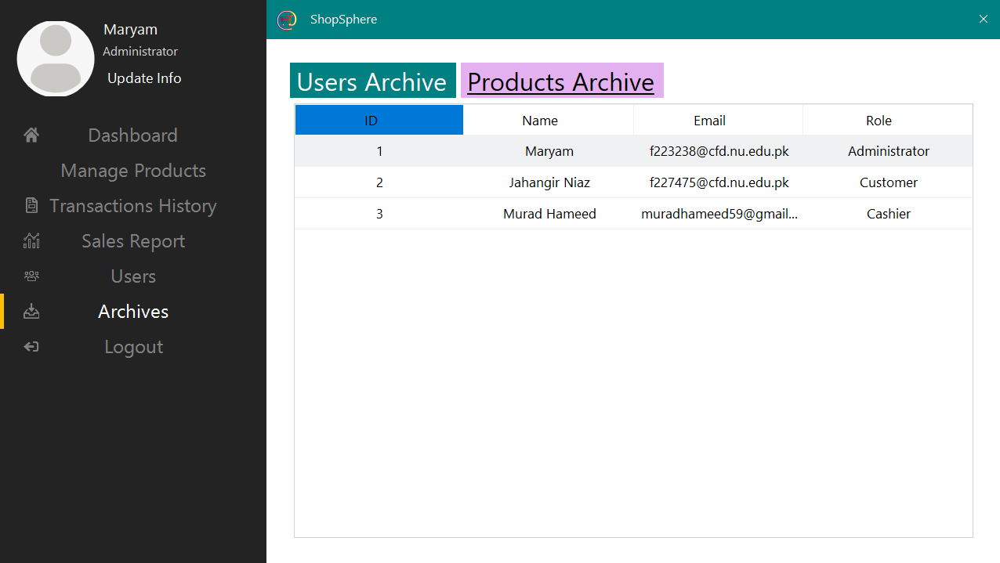 Maryam
Administrator
Update Info
Dashboard
Manage Products
Transactions History
Sales Report
Users
Archives
Logout
ShopSphere
Users Archive Products Archive
ID Name Email Role
1 Maryam f223238@cfd.nu.edu.pk Administrator
2 Jahangir Niaz f227475@cfd.nu.edu.pk Customer
3 Murad Hameed muradhameed59@gmail... Cashier